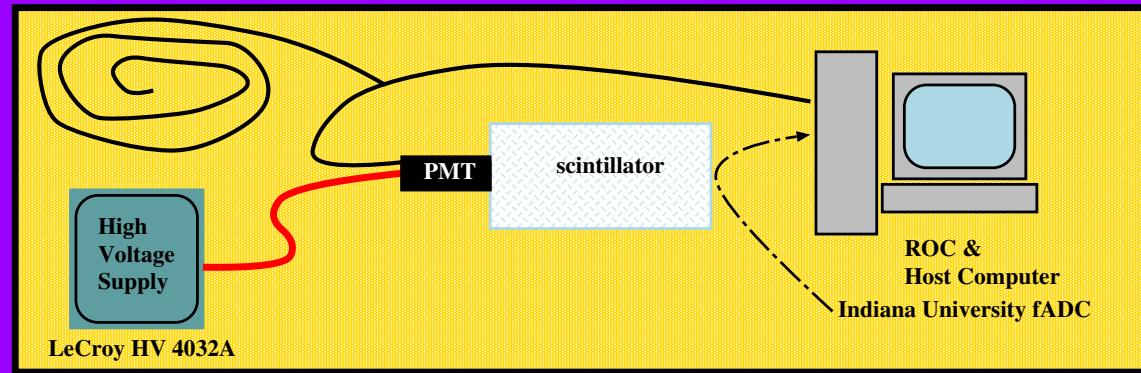 PMT
scintillator
High
Voltage
Supply
LeCroy HV 4032A
ROC &
Host Computer
Indiana University fADC